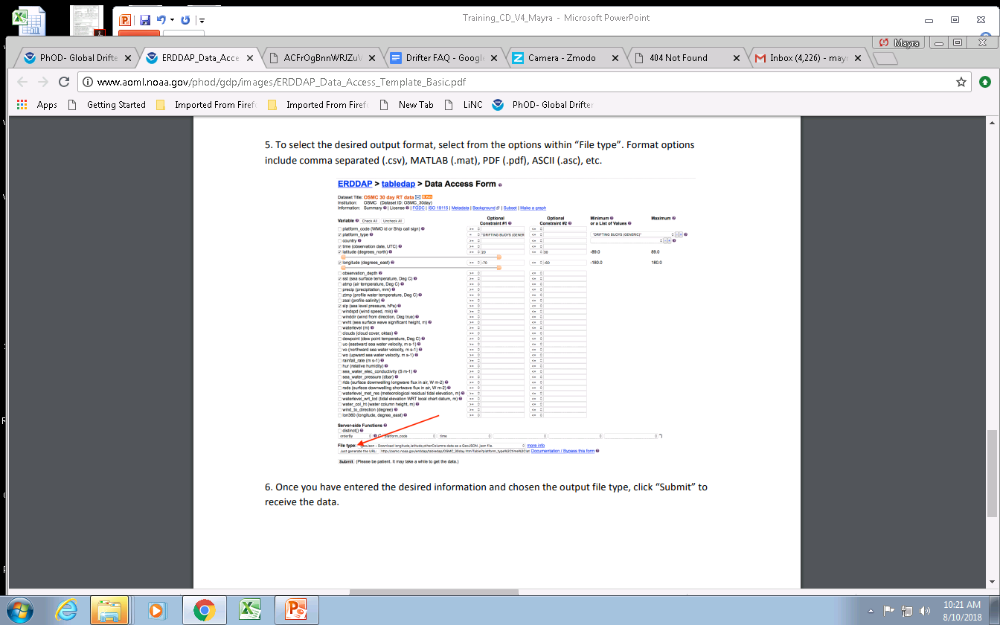 Training_CD_V4_Mayra - Microsoft PowerPoint
Mayra
PhOD- Global Drifte
ERDDAP_Data_Acce
ACFrOgBnnWRJZuV
Drifter FAQ - Google
Camera - Zmodo
404 Not Found
Inbox (4,226) - mayr
www.aoml.noaa.gov/phod/gdp/images/ERDDAP_Data_Access_Template_Basic.pdf
Apps
Getting Started
Imported From Firefo
Imported From Firefo
New Tab
LiNC
PhOD- Global Drifter
5. To select the desired output format, select from the options within “File type”. Format options
include comma separated (.csv), MATLAB (.mat), PDF (.pdf), ASCII (.asc), etc.
ERDDAP > tabledap > Data Access Form
Dataset Title: OSMC 30 day RT data
Institution: OSMC (Dataset ID: OSMC_30day)
Information: Summary | License | FGDC | ISO 19115 | Metadata | Background | Subset | Make a graph
Variable Check All Uncheck All
Optional Constraint #1
Optional Constraint #2
Minimum or a List of Values
Maximum
platform_code (WMO id or Ship call sign) >= <=
platform_type = "DRIFTING BUOYS (GENER <= "DRIFTING BUOYS (GENERIC)"
country >= <=
time (observation date, UTC) >= <=
latitude (degrees_north) >= 20 <= 30 -89.0 89.0
longitude (degrees_east) >= -70 <= -60 -180.0 180.0
observation_depth >= <=
sst (sea surface temperature, Deg C) >= <=
atmp (air temperature, Deg C) >= <=
precip (precipitation, mm) >= <=
ztmp (profile water temperature, Deg C) >= <=
zsal (profile salinity) >= <=
slp (sea level pressure, hPa) >= <=
windspd (wind speed, m/s) >= <=
winddir (wind from direction, Deg true) >= <=
wvht (sea surface wave significant height, m) >= <=
waterlevel (m) >= <=
clouds (cloud cover, oktas) >= <=
dewpoint (dew point temperature, Deg C) >= <=
uo (eastward sea water velocity, m s-1) >= <=
vo (northward sea water velocity, m s-1) >= <=
wo (upward sea water velocity, m s-1) >= <=
rainfall_rate (m s-1) >= <=
hur (relative humidity) >= <=
sea_water_elec_conductivity (S m-1) >= <=
sea_water_pressure (dbar) >= <=
rlds (surface downwelling longwave flux in air, W m-2) >= <=
rsds (surface downwelling shortwave flux in air, W m-2) >= <=
waterlevel_met_res (meteorological residual tidal elevation, m) >= <=
waterlevel_wrt_lcd (tidal elevation WRT local chart datum, m) >= <=
water_col_ht (water column height, m) >= <=
wind_to_direction (degree) >= <=
lon360 (longitude, degree_east) >= <=
Server-side Functions
distinct()
orderBy (" platform_code time ")
File type: .geoJson - Download longitude,latitude,otherColumns data as a GeoJSON .json file. more info
Just generate the URL: Documentation / Bypass this form
Submit (Please be patient. It may take a while to get the data.)
6. Once you have entered the desired information and chosen the output file type, click “Submit” to
receive the data.
10:21 AM
8/10/2018